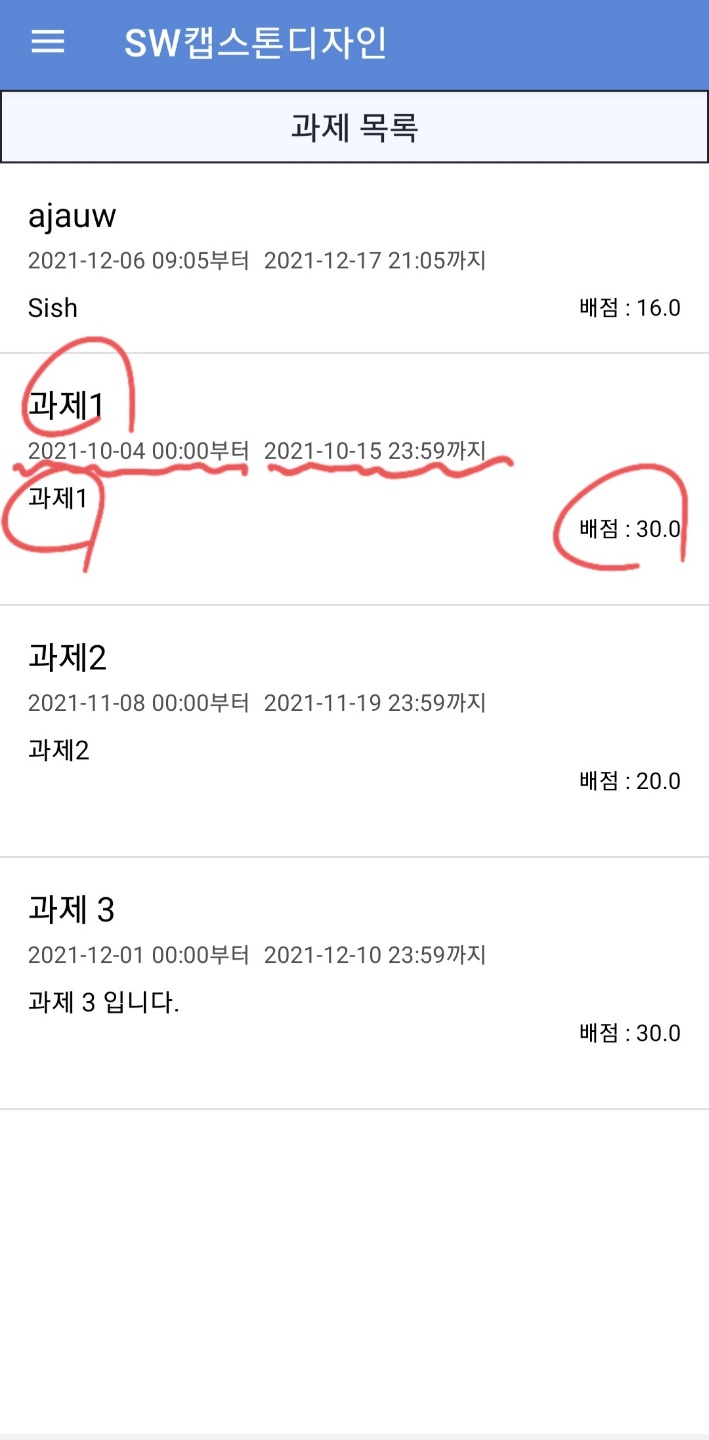 SW캡스톤디자인
과제 목록
ajauw
2021-12-06 09:05부터 2021-12-17 21:05까지
Sish 배점 : 16.0
과제1
2021-10-04 00:00부터 2021-10-15 23:59까지
과제1
배점 : 30.0
과제2
2021-11-08 00:00부터 2021-11-19 23:59까지
과제2
배점 : 20.0
과제 3
2021-12-01 00:00부터 2021-12-10 23:59까지
과제 3 입니다.
배점 : 30.0